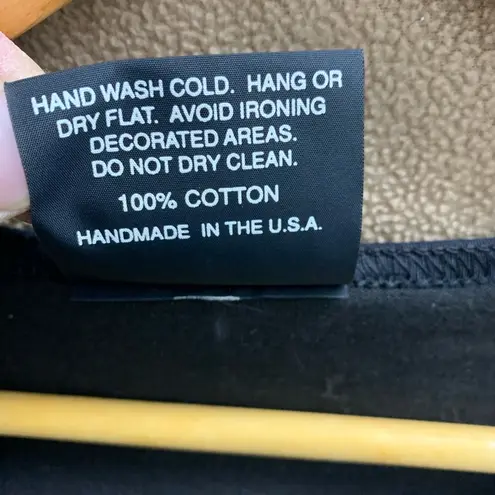 HAND WASH COLD. HANG OR
DRY FLAT. AVOID IRONING
DECORATED AREAS.
DO NOT DRY CLEAN.
100% COTTON
HANDMADE IN THE U.S.A.